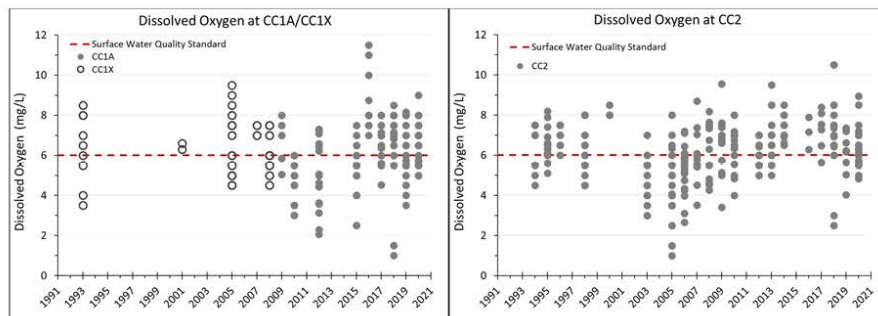 Dissolved Oxygen at CC1A/CC1X
Surface Water Quality Standard
CC1A
CC1X
Dissolved Oxygen (mg/L)
12
10
8
6
4
2
0
1991 1993 1995 1997 1999 2001 2003 2005 2007 2009 2011 2013 2015 2017 2019 2021
Dissolved Oxygen at CC2
Surface Water Quality Standard
CC2
Dissolved Oxygen (mg/L)
12
10
8
6
4
2
0
1991 1993 1995 1997 1999 2001 2003 2005 2007 2009 2011 2013 2015 2017 2019 2021